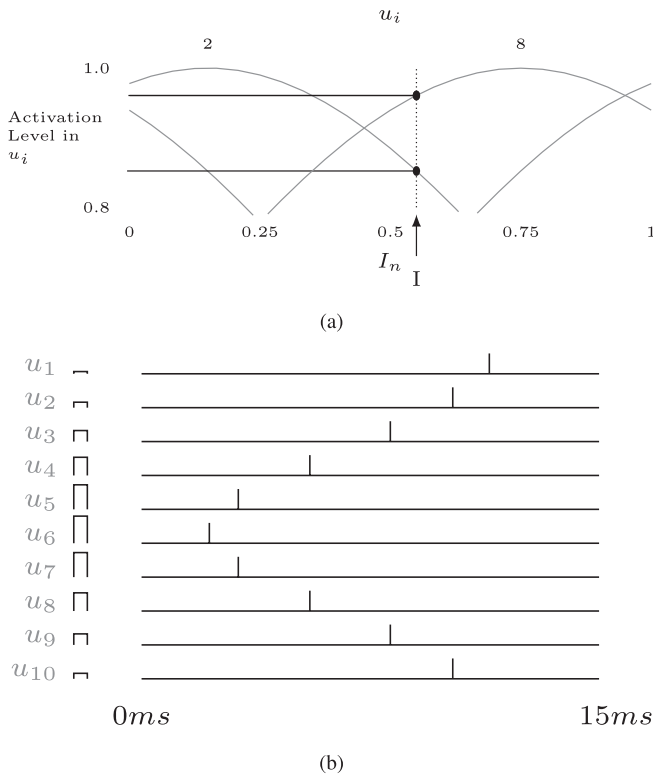 u_i
2 8
1.0
Activation
Level in
u_i
0.8
0 0.25 0.5 0.75 1
I_n
I
(a)
u_1
u_2
u_3
u_4
u_5
u_6
u_7
u_8
u_9
u_10
0ms 15ms
(b)